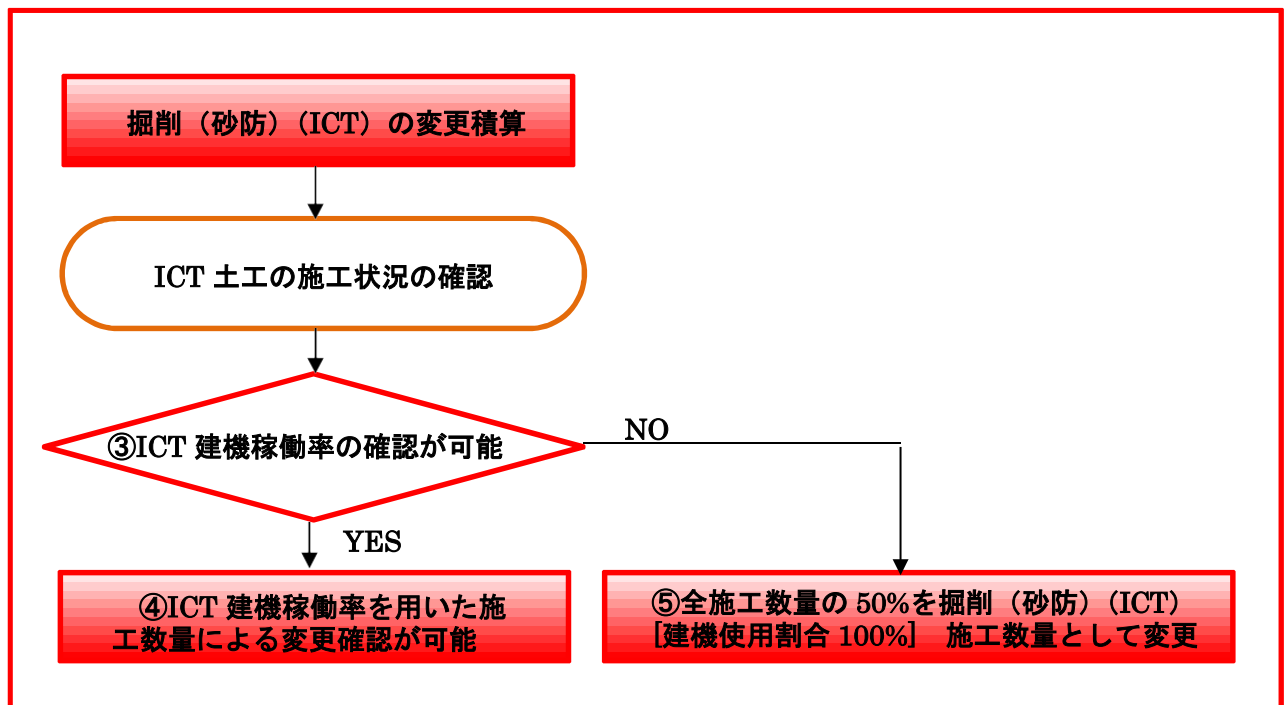 掘削（砂防）（ICT）の変更積算
ICT 土工の施工状況の確認
③ICT 建機稼働率の確認が可能
NO
YES
④ICT 建機稼働率を用いた施
工数量による変更確認が可能
⑤全施工数量の 50%を掘削（砂防）（ICT）
[建機使用割合 100%]　施工数量として変更